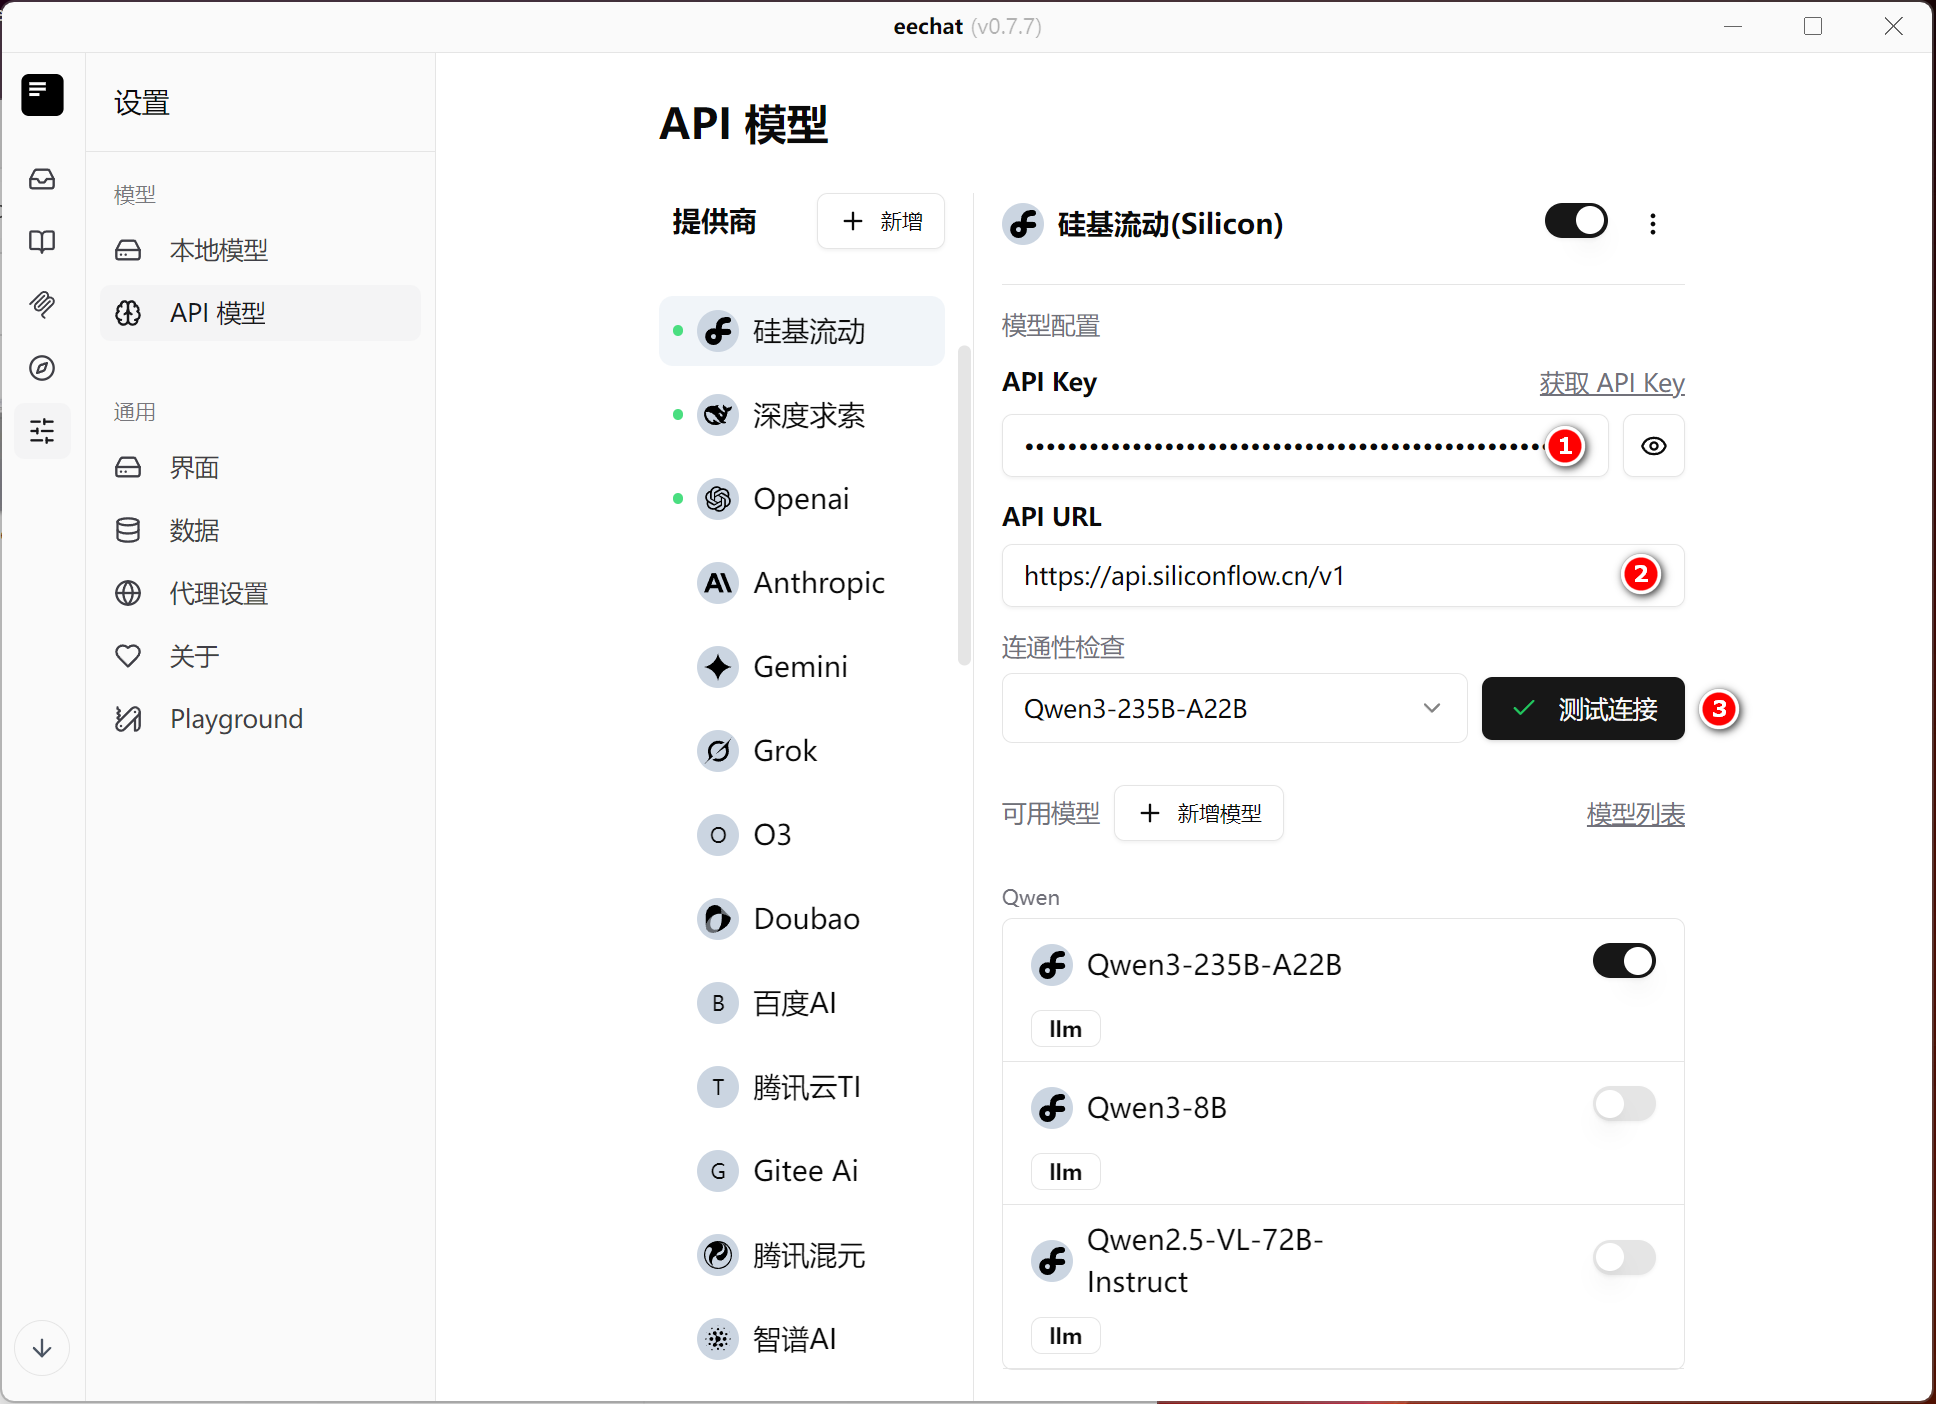 eechat (v0.7.7)
设置
模型
本地模型
API 模型
通用
界面
数据
代理设置
关于
Playground
API 模型
提供商
新增
硅基流动
深度求索
Openai
Anthropic
Gemini
Grok
O
O3
Doubao
B
百度AI
T
腾讯云TI
G
Gitee Ai
腾讯混元
智谱AI
硅基流动(Silicon)
模型配置
API Key
获取 API Key
1
API URL
https://api.siliconflow.cn/v1
2
连通性检查
Qwen3-235B-A22B
测试连接
3
可用模型
新增模型
模型列表
Qwen
Qwen3-235B-A22B
llm
Qwen3-8B
llm
Qwen2.5-VL-72B-
Instruct
llm